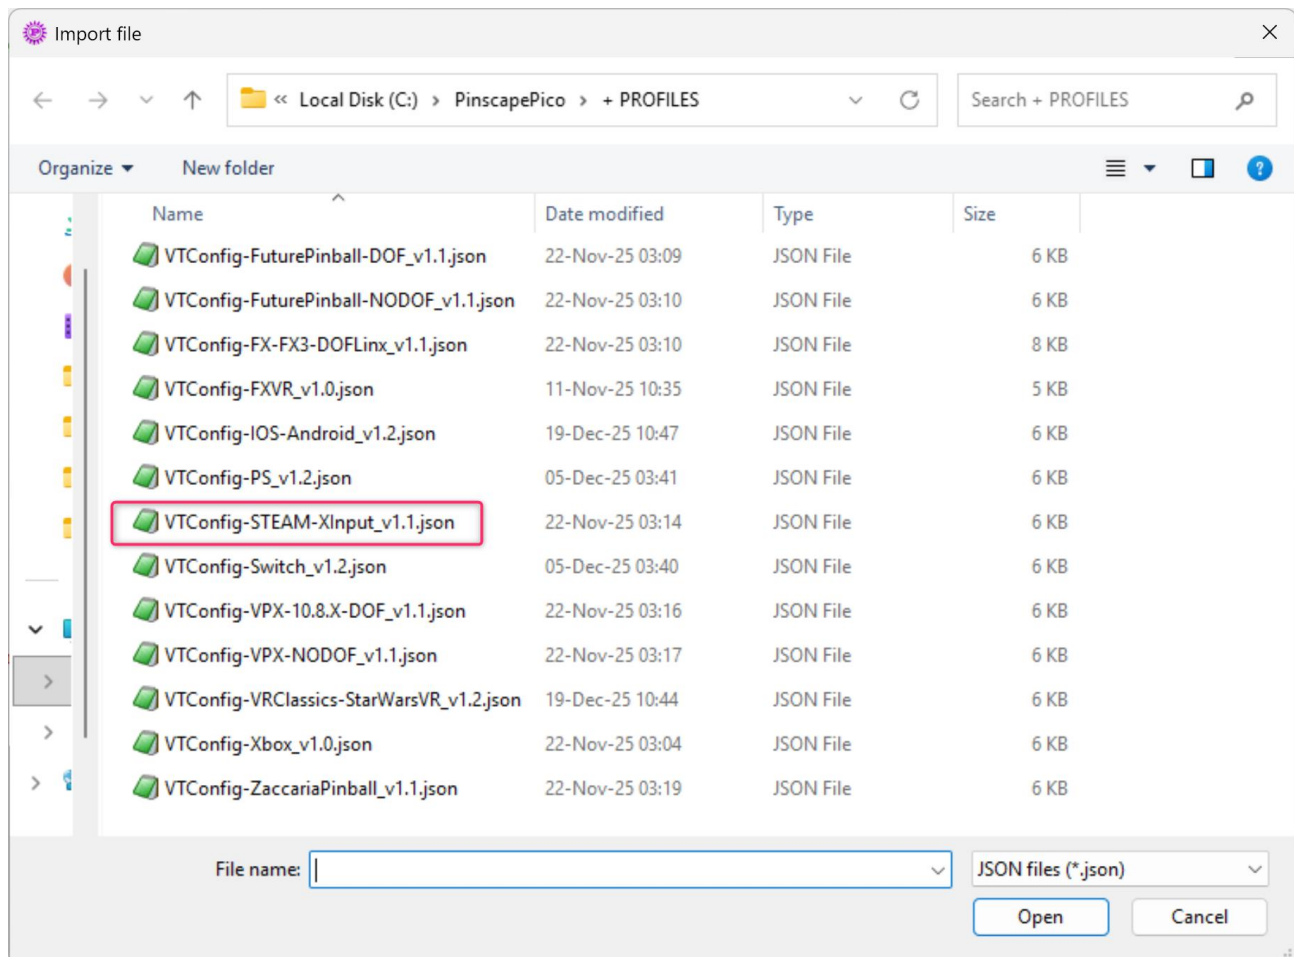 Import file
« Local Disk (C:) › PinscapePico › + PROFILES
Search + PROFILES
Organize
New folder
?
Name Date modified Type Size
VTConfig-FuturePinball-DOF_v1.1.json 22-Nov-25 03:09 JSON File 6 KB
VTConfig-FuturePinball-NODOF_v1.1.json 22-Nov-25 03:10 JSON File 6 KB
VTConfig-FX-FX3-DOFLinx_v1.1.json 22-Nov-25 03:10 JSON File 8 KB
VTConfig-FXVR_v1.0.json 11-Nov-25 10:35 JSON File 5 KB
VTConfig-IOS-Android_v1.2.json 19-Dec-25 10:47 JSON File 6 KB
VTConfig-PS_v1.2.json 05-Dec-25 03:41 JSON File 6 KB
VTConfig-STEAM-XInput_v1.1.json 22-Nov-25 03:14 JSON File 6 KB
VTConfig-Switch_v1.2.json 05-Dec-25 03:40 JSON File 6 KB
VTConfig-VPX-10.8.X-DOF_v1.1.json 22-Nov-25 03:16 JSON File 6 KB
VTConfig-VPX-NODOF_v1.1.json 22-Nov-25 03:17 JSON File 6 KB
VTConfig-VRClassics-StarWarsVR_v1.2.json 19-Dec-25 10:44 JSON File 6 KB
VTConfig-Xbox_v1.0.json 22-Nov-25 03:04 JSON File 6 KB
VTConfig-ZaccariaPinball_v1.1.json 22-Nov-25 03:19 JSON File 6 KB
File name:
JSON files (*.json)
Open
Cancel